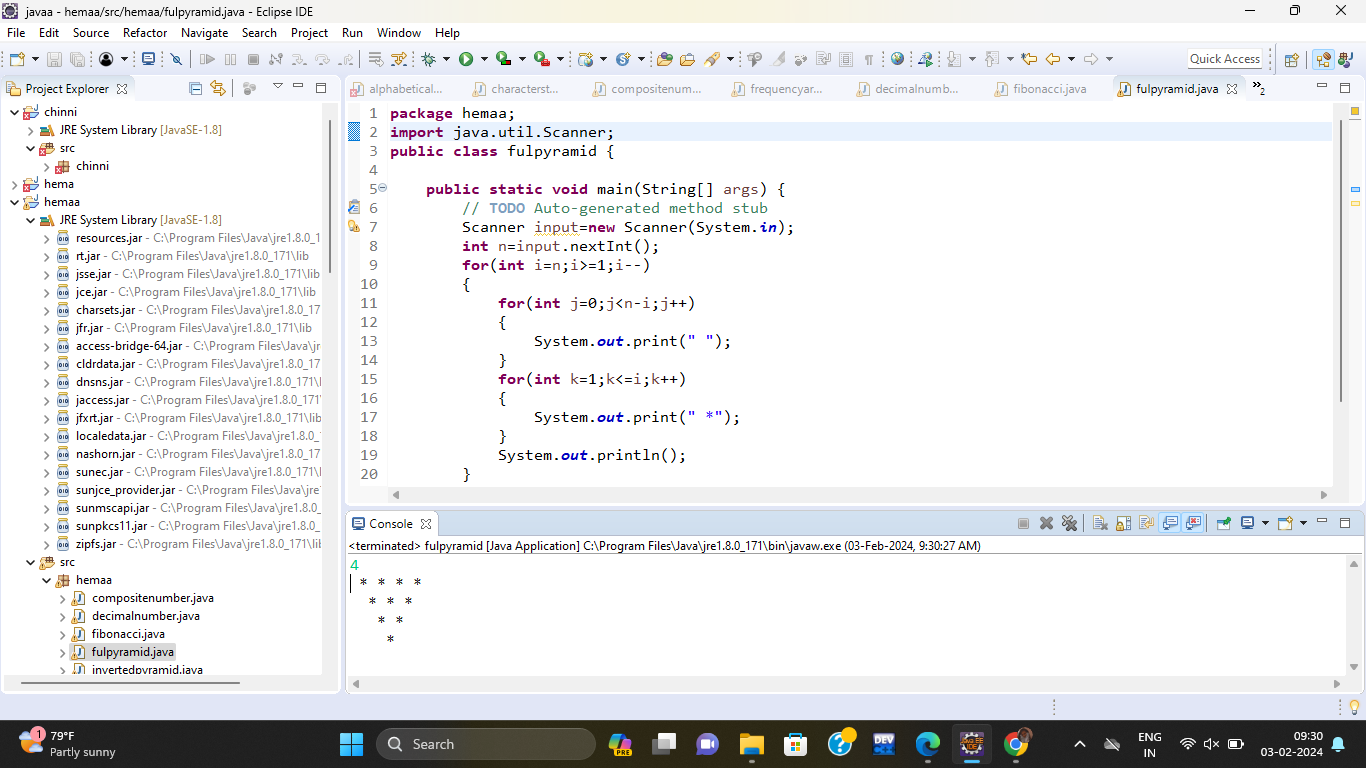 javaa - hemaa/src/hemaa/fulpyramid.java - Eclipse IDE
File Edit Source Refactor Navigate Search Project Run Window Help
Quick Access
Project Explorer
chinni
JRE System Library [JavaSE-1.8]
src
chinni
hema
hemaa
JRE System Library [JavaSE-1.8]
resources.jar - C:\Program Files\Java\jre1.8.0_1
rt.jar - C:\Program Files\Java\jre1.8.0_171\lib
jsse.jar - C:\Program Files\Java\jre1.8.0_171\lib
jce.jar - C:\Program Files\Java\jre1.8.0_171\lib
charsets.jar - C:\Program Files\Java\jre1.8.0_17
jfr.jar - C:\Program Files\Java\jre1.8.0_171\lib
access-bridge-64.jar - C:\Program Files\Java\jr
cldrdata.jar - C:\Program Files\Java\jre1.8.0_17
dnsns.jar - C:\Program Files\Java\jre1.8.0_171\l
jaccess.jar - C:\Program Files\Java\jre1.8.0_171'
jfxrt.jar - C:\Program Files\Java\jre1.8.0_171\lib
localedata.jar - C:\Program Files\Java\jre1.8.0_
nashorn.jar - C:\Program Files\Java\jre1.8.0_17
sunec.jar - C:\Program Files\Java\jre1.8.0_171\l
sunjce_provider.jar - C:\Program Files\Java\jre
sunmscapi.jar - C:\Program Files\Java\jre1.8.0_
sunpkcs11.jar - C:\Program Files\Java\jre1.8.0_
zipfs.jar - C:\Program Files\Java\jre1.8.0_171\lil
src
hemaa
compositenumber.java
decimalnumber.java
fibonacci.java
fulpyramid.java
invertedpyramid.java
alphabetical... characterst... compositenum... frequencyar... decimalnumb... fibonacci.java fulpyramid.java »2
1 package hemaa;
2 import java.util.Scanner;
3 public class fulpyramid {
4
5 public static void main(String[] args) {
6 // TODO Auto-generated method stub
7 Scanner input=new Scanner(System.in);
8 int n=input.nextInt();
9 for(int i=n;i>=1;i--)
10 {
11 for(int j=0;j<n-i;j++)
12 {
13 System.out.print(" ");
14 }
15 for(int k=1;k<=i;k++)
16 {
17 System.out.print(" *");
18 }
19 System.out.println();
20 }
Console
<terminated> fulpyramid [Java Application] C:\Program Files\Java\jre1.8.0_171\bin\javaw.exe (03-Feb-2024, 9:30:27 AM)
4
* * * *
* * *
* *
*
1
79°F
Partly sunny
Search
PRE
DEV
C++
Java EE
IDE
ENG
IN
09:30
03-02-2024